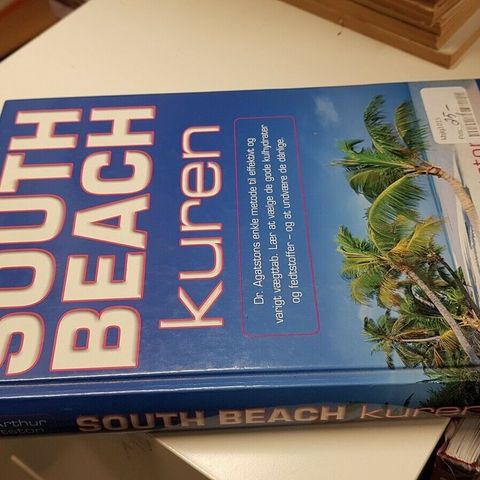 SOUTH
BEACH
kuren
Dr. Agatstons enkle metode til effektivt og
varigt vægttab. Lær at vælge de gode kulhydrater
og fedtstoffer – og at undvære de dårlige.
35,-
SOUTH BEACH kuren